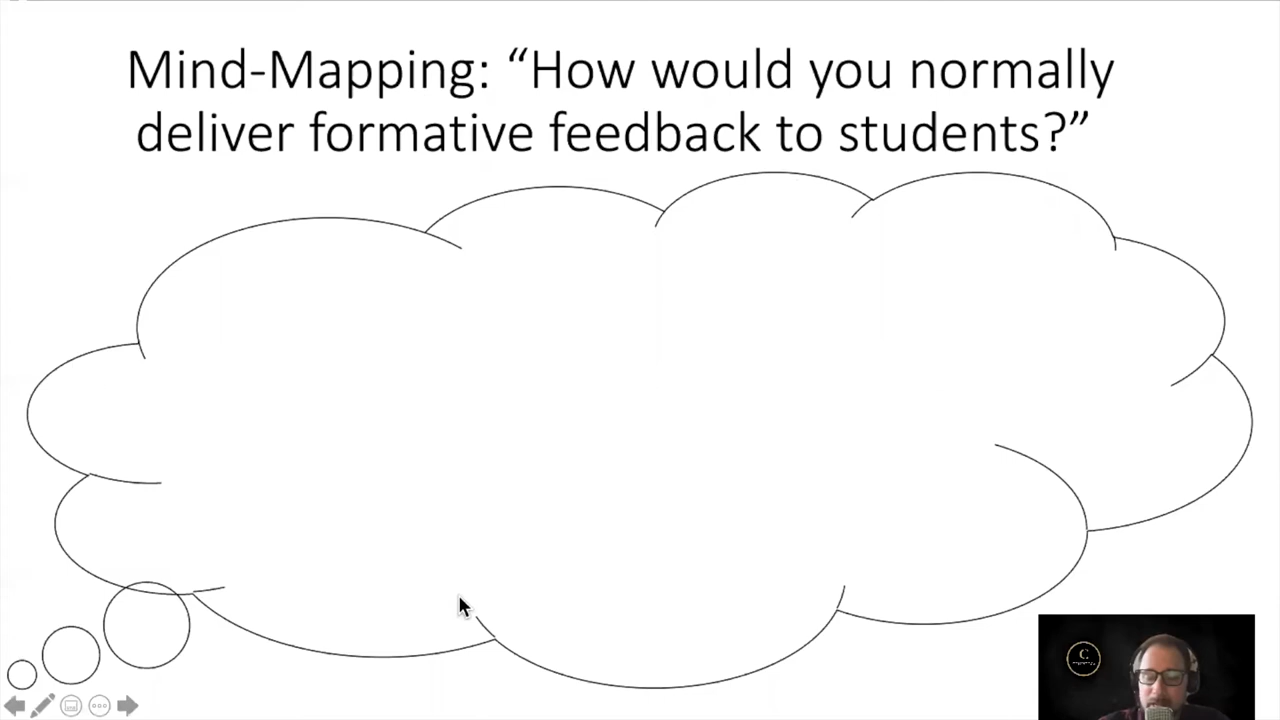 Mind-Mapping: “How would you normally
deliver formative feedback to students?”
C